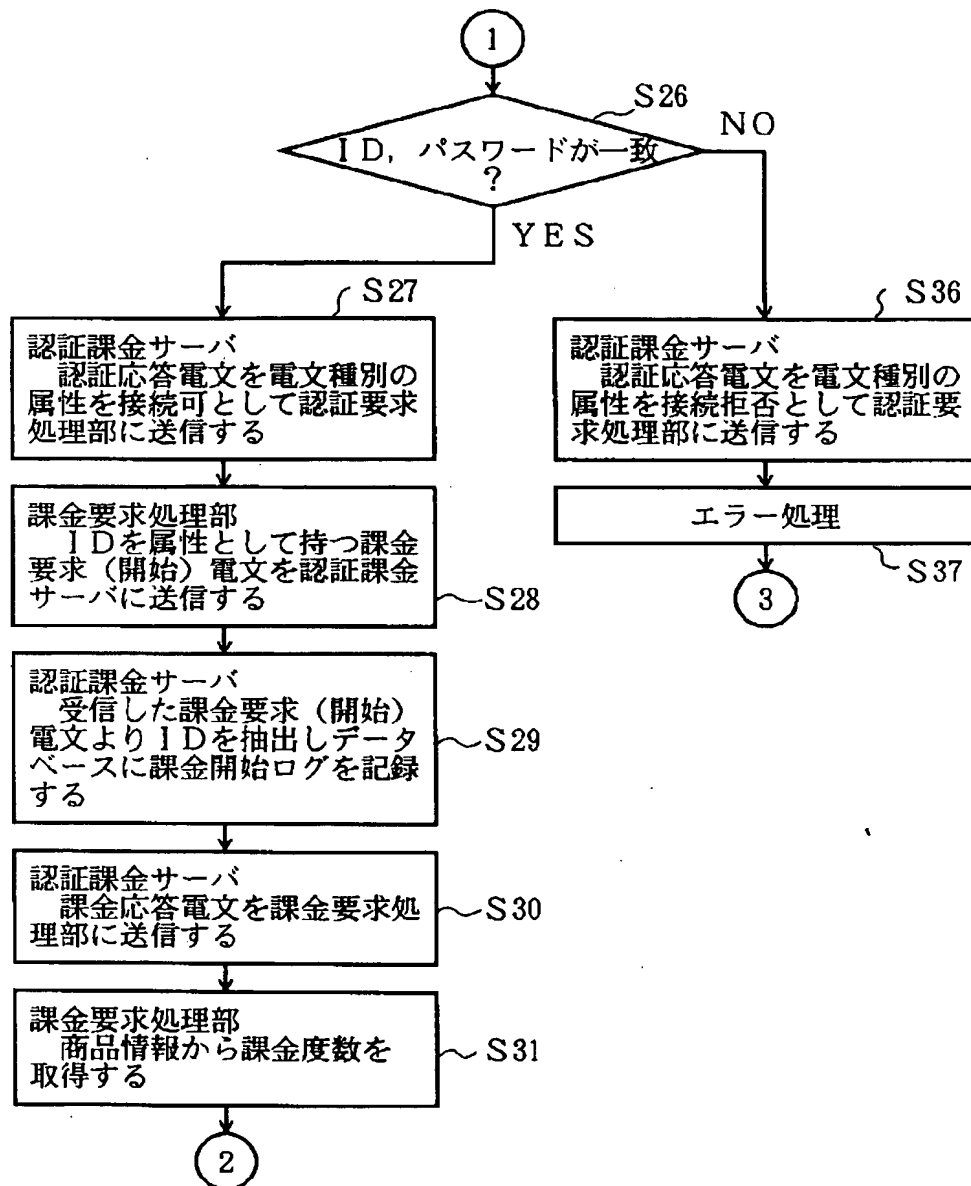 1
S26
ID, パスワードが一致
?
NO
YES
S27
認証課金サーバ
認証応答電文を電文種別の
属性を接続可として認証要求
処理部に送信する
課金要求処理部
IDを属性として持つ課金
要求（開始）電文を認証課金
サーバに送信する
S28
認証課金サーバ
受信した課金要求（開始）
電文よりIDを抽出しデータ
ベースに課金開始ログを記録
する
S29
認証課金サーバ
課金応答電文を課金要求処
理部に送信する
S30
課金要求処理部
商品情報から課金度数を
取得する
S31
2
S36
認証課金サーバ
認証応答電文を電文種別の
属性を接続拒否として認証要
求処理部に送信する
エラー処理
S37
3